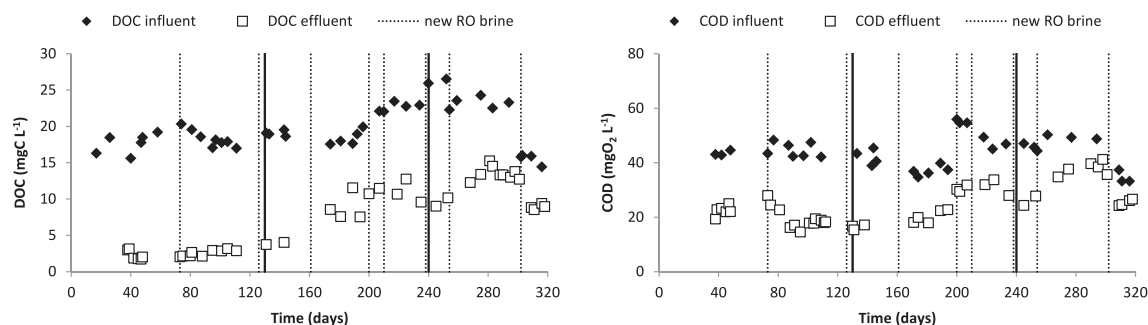 DOC influent DOC effluent new RO brine
30
25
20
15
10
5
0
DOC (mgC L⁻¹)
0 40 80 120 160 200 240 280 320
Time (days)
COD influent COD effluent new RO brine
80
60
40
20
0
COD (mgO₂ L⁻¹)
0 40 80 120 160 200 240 280 320
Time (days)